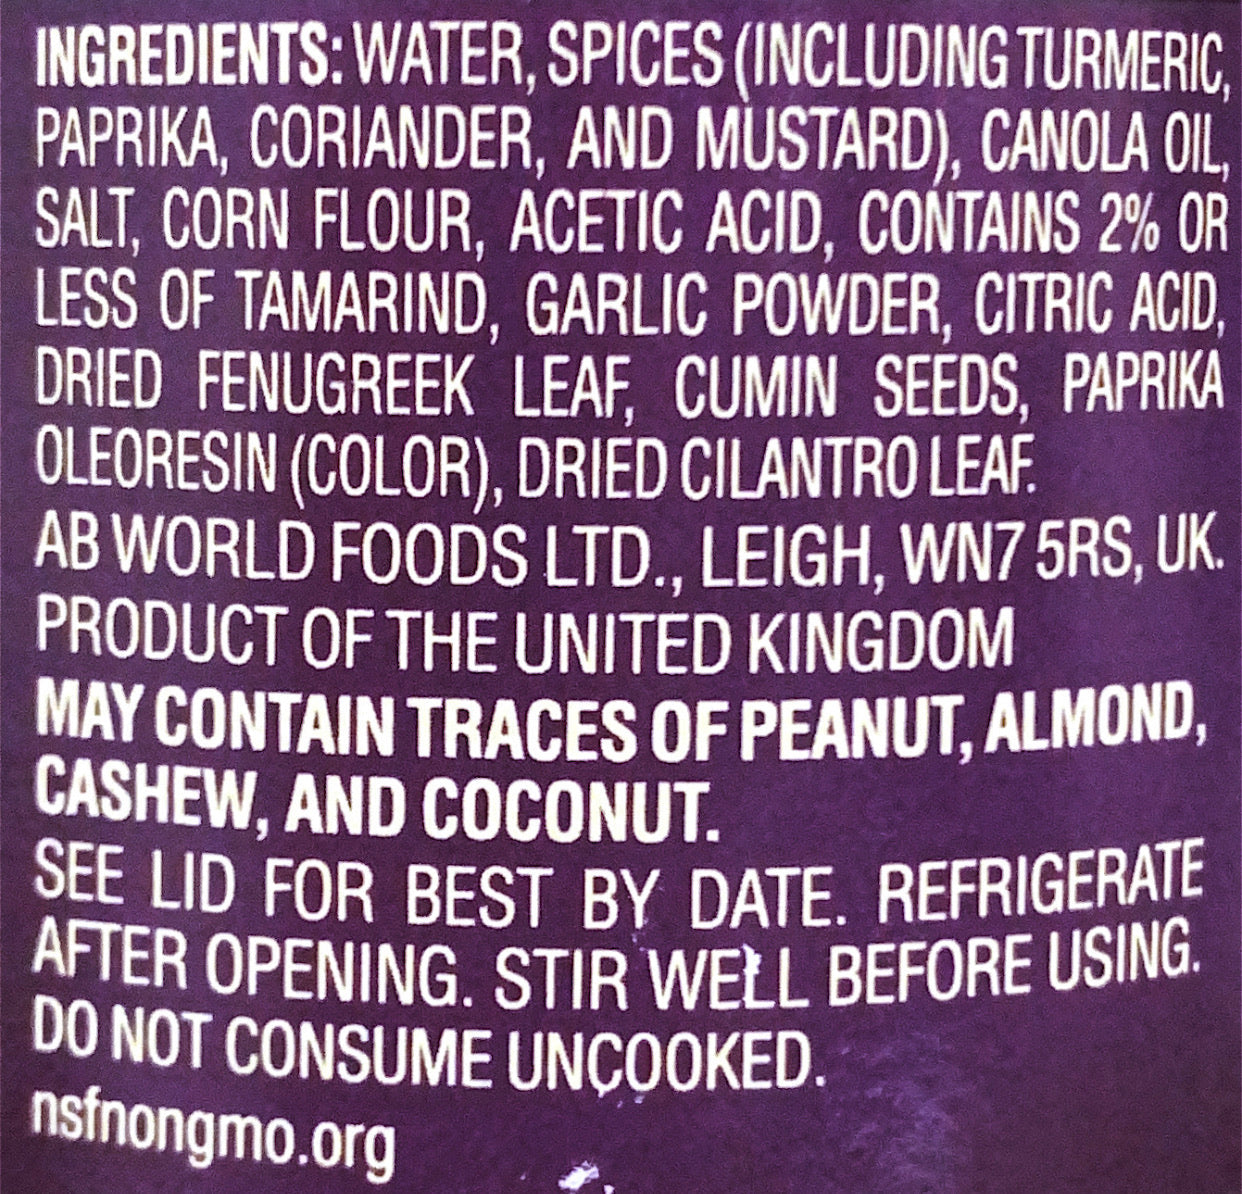 INGREDIENTS: WATER, SPICES (INCLUDING TURMERIC,
PAPRIKA, CORIANDER, AND MUSTARD), CANOLA OIL,
SALT, CORN FLOUR, ACETIC ACID, CONTAINS 2% OR
LESS OF TAMARIND, GARLIC POWDER, CITRIC ACID,
DRIED FENUGREEK LEAF, CUMIN SEEDS, PAPRIKA
OLEORESIN (COLOR), DRIED CILANTRO LEAF.
AB WORLD FOODS LTD., LEIGH, WN7 5RS, UK.
PRODUCT OF THE UNITED KINGDOM
MAY CONTAIN TRACES OF PEANUT, ALMOND,
CASHEW, AND COCONUT.
SEE LID FOR BEST BY DATE. REFRIGERATE
AFTER OPENING. STIR WELL BEFORE USING.
DO NOT CONSUME UNCOOKED.
nsfnongmo.org